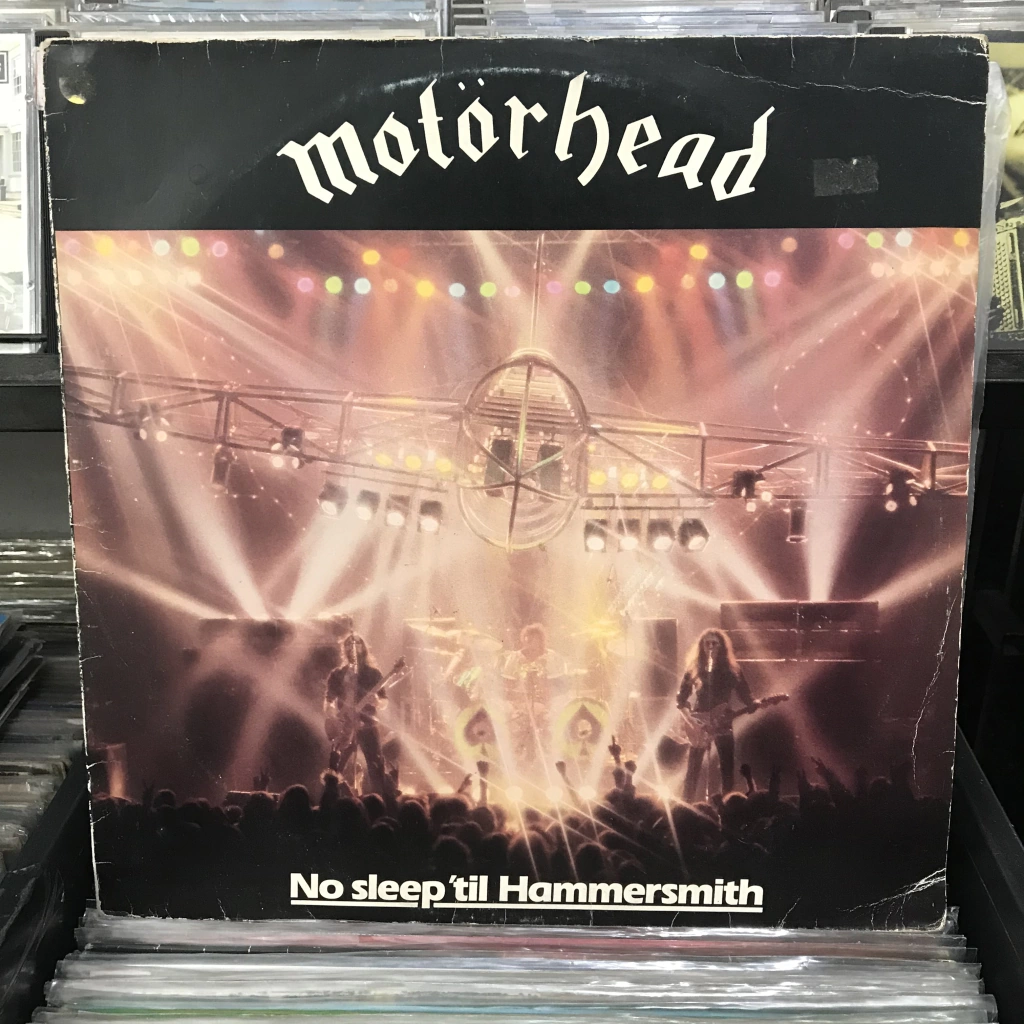 motörhead
No sleep 'til Hammersmith